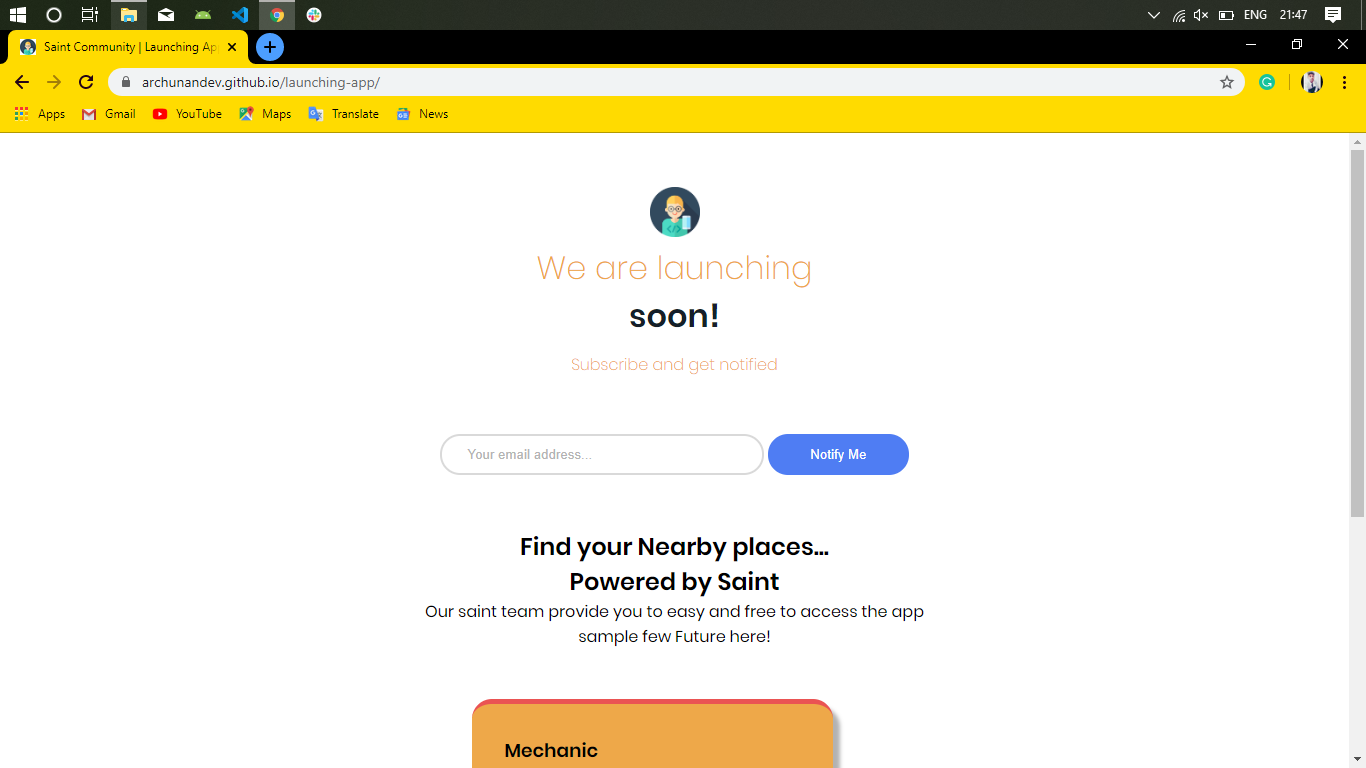 ENG 21:47
Saint Community | Launching Ap
archunandev.github.io/launching-app/
Apps Gmail YouTube Maps Translate News
We are launching
soon!
Subscribe and get notified
Your email address... Notify Me
Find your Nearby places...
Powered by Saint
Our saint team provide you to easy and free to access the app
sample few Future here!
Mechanic